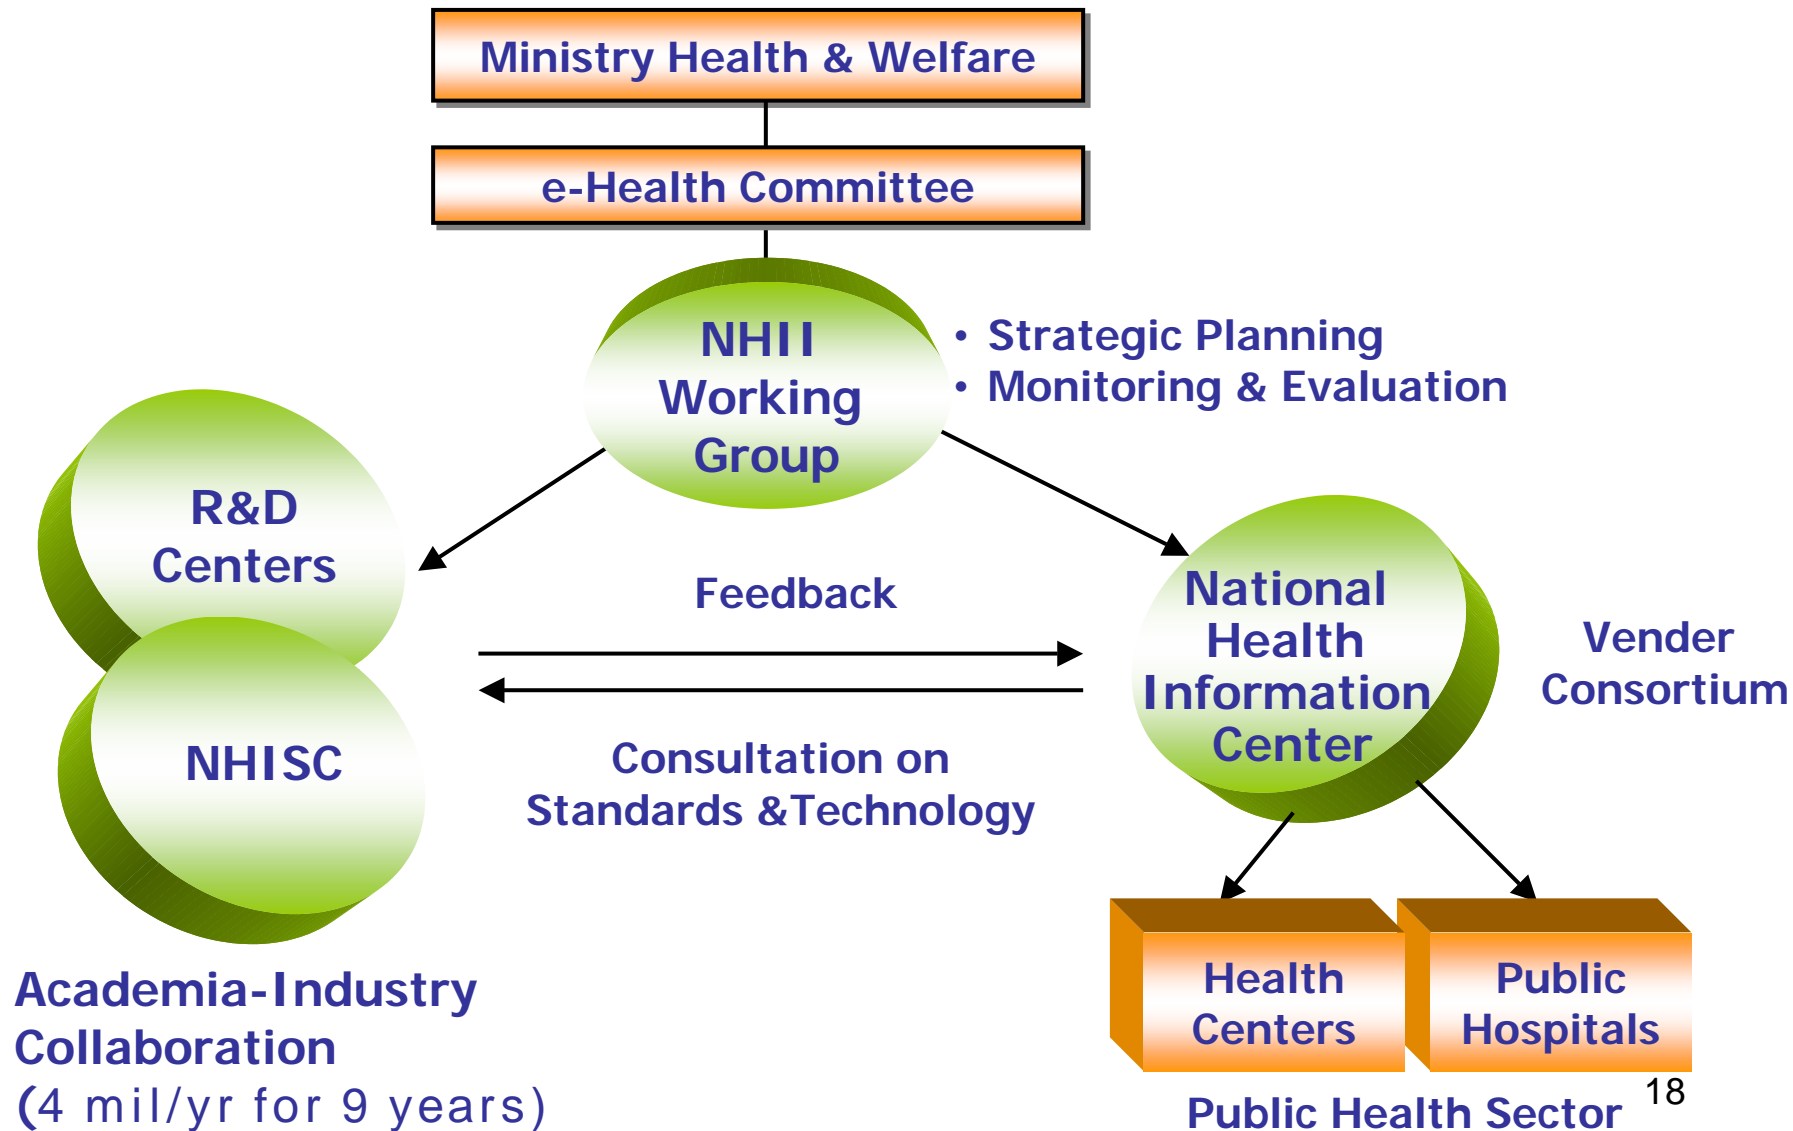 Ministry Health & Welfare
e-Health Committee
NHII
Working
Group
• Strategic Planning
• Monitoring & Evaluation
R&D
Centers
NHISC
Feedback
Consultation on
Standards &Technology
National
Health
Information
Center
Vender
Consortium
Health
Centers
Public
Hospitals
Academia-Industry
Collaboration
(4 mil/yr for 9 years)
Public Health Sector
18